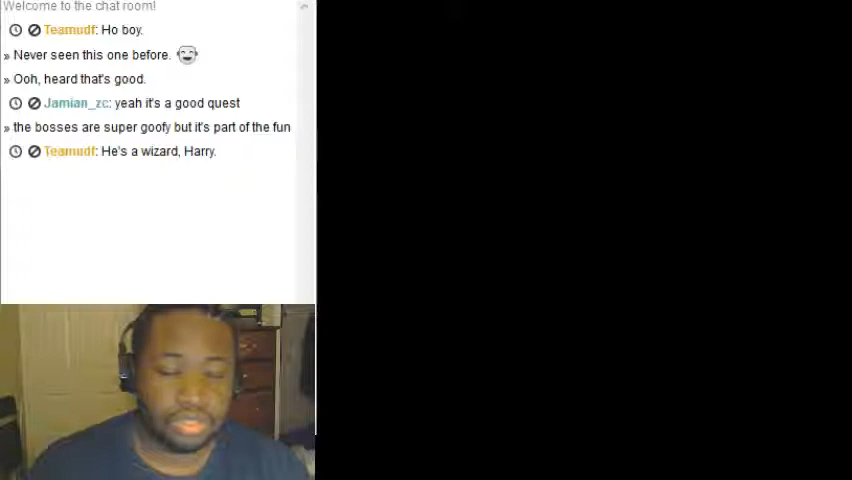 Welcome to the chat room!
Teamudf: Ho boy.
» Never seen this one before.
» Ooh, heard that's good.
Jamian_zc: yeah it's a good quest
» the bosses are super goofy but it's part of the fun
Teamudf: He's a wizard, Harry.